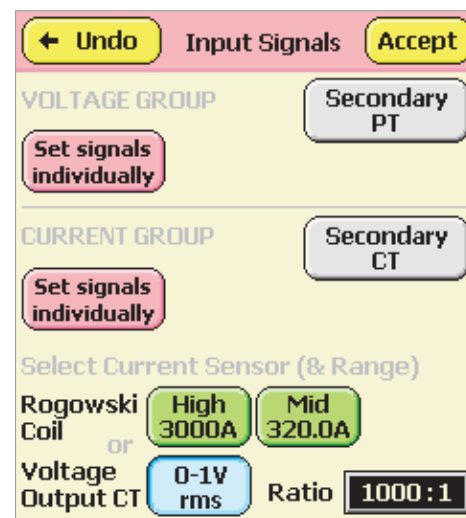 ← Undo Input Signals Accept
VOLTAGE GROUP
Secondary
PT
Set signals
individually
CURRENT GROUP
Secondary
CT
Set signals
individually
Select Current Sensor (& Range)
Rogowski
Coil
or
High
3000A
Mid
320.0A
Voltage
Output CT
0-1V
rms
Ratio 1000:1